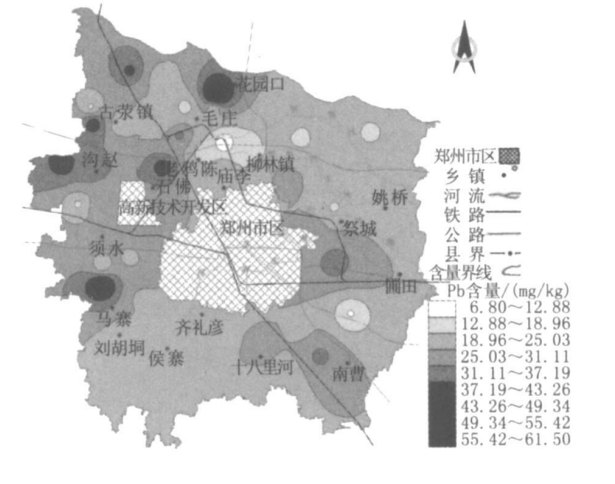 花园口
古荥镇
毛庄
沟赵
老鸦陈
柳林镇
石佛
庙李
高新技术开发区
姚桥
郑州市区
祭城
须水
圃田
马寨
齐礼彦
刘胡垌
侯寨
十八里河
南曹
郑州市区
乡镇
河流
铁路
公路
县界
含量界线
Pb含量/(mg/kg)
6.80～12.88
12.88～18.96
18.96～25.03
25.03～31.11
31.11～37.19
37.19～43.26
43.26～49.34
49.34～55.42
55.42～61.50